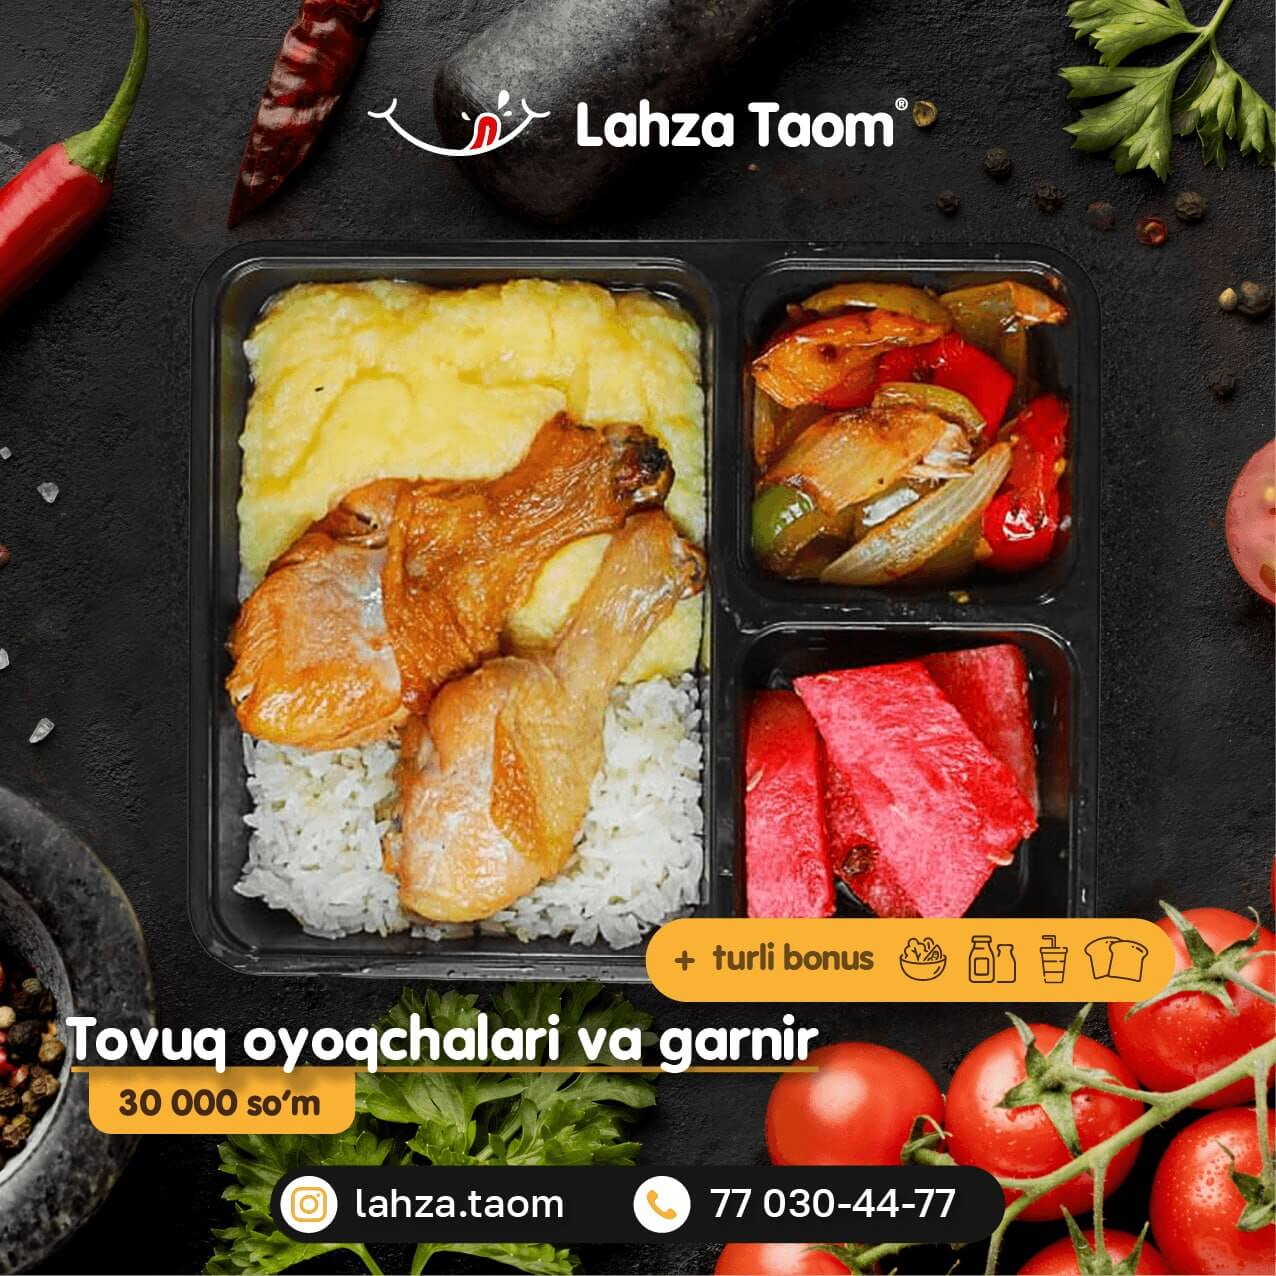 Lahza Taom®
+ turli bonus
Tovuq oyoqchalari va garnir
30 000 so‘m
lahza.taom
77 030-44-77